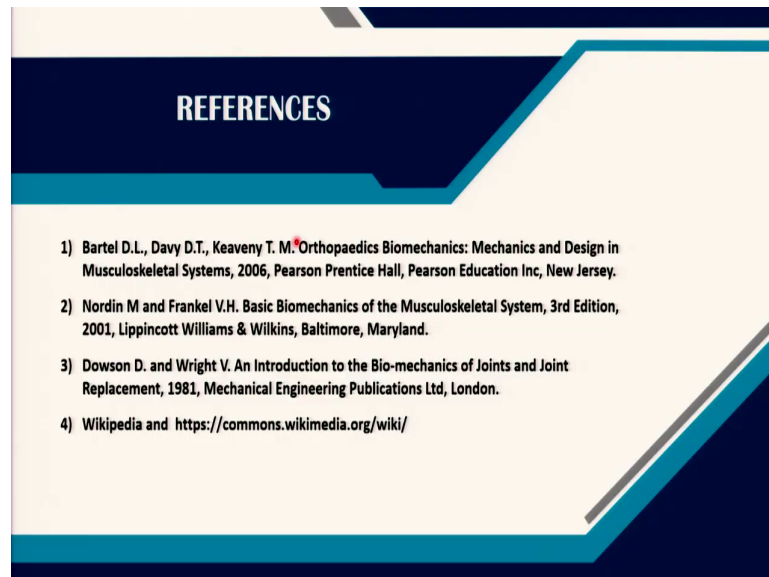 REFERENCES
1) Bartel D.L., Davy D.T., Keaveny T. M. Orthopaedics Biomechanics: Mechanics and Design in
Musculoskeletal Systems, 2006, Pearson Prentice Hall, Pearson Education Inc, New Jersey.
2) Nordin M and Frankel V.H. Basic Biomechanics of the Musculoskeletal System, 3rd Edition,
2001, Lippincott Williams & Wilkins, Baltimore, Maryland.
3) Dowson D. and Wright V. An Introduction to the Bio-mechanics of Joints and Joint
Replacement, 1981, Mechanical Engineering Publications Ltd, London.
4) Wikipedia and https://commons.wikimedia.org/wiki/